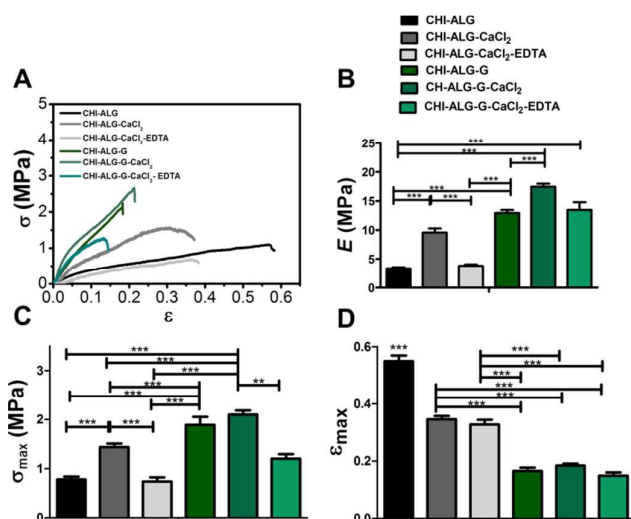 CHI-ALG
CHI-ALG-CaCl2
CHI-ALG-CaCl2-EDTA
CHI-ALG-G
CH-ALG-G-CaCl2
CHI-ALG-G-CaCl2-EDTA
A
σ (MPa)
5
4
3
2
1
0
CHI-ALG
CHI-ALG-CaCl2
CHI-ALG-CaCl2-EDTA
CHI-ALG-G
CHI-ALG-G-CaCl2
CHI-ALG-G-CaCl2- EDTA
0.0 0.1 0.2 0.3 0.4 0.5 0.6
ε
B
E (MPa)
25
20
15
10
5
0
***
***
***
***
***
***
***
C
σmax (MPa)
3
2
1
0
***
***
***
***
***
**
***
***
***
D
εmax
0.6
0.4
0.2
0.0
***
***
***
***
***
***
***